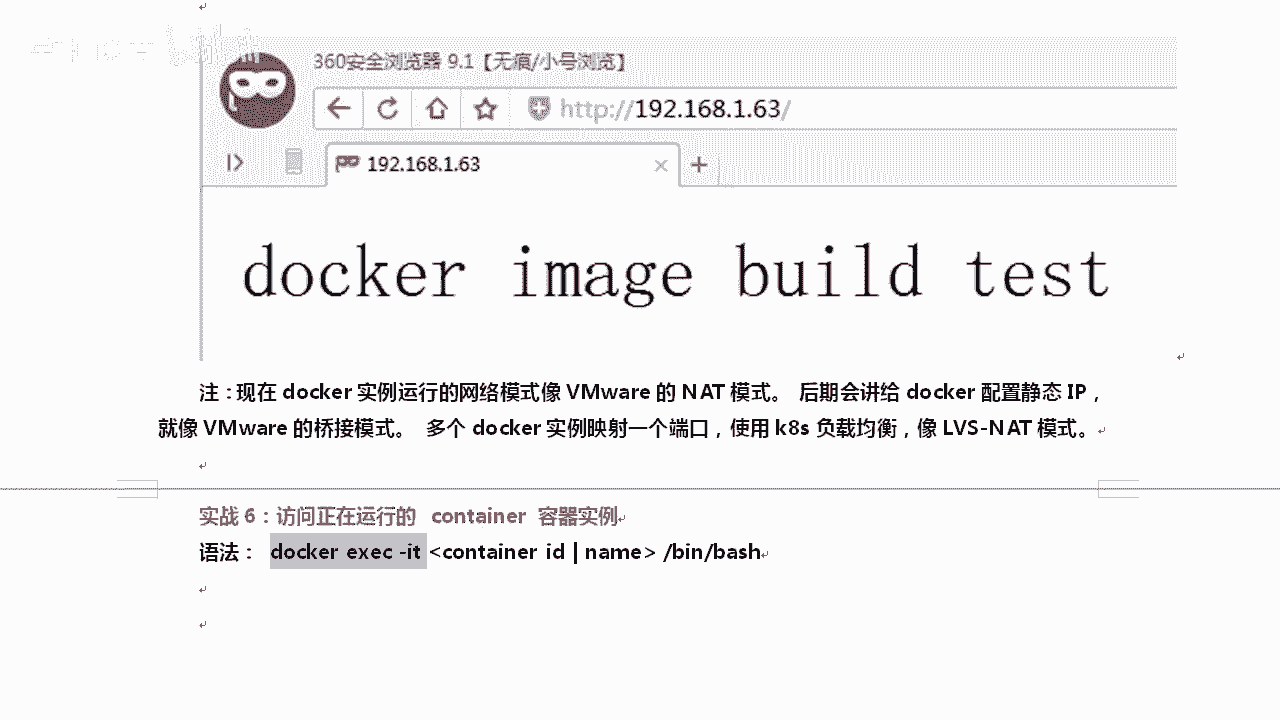 360安全浏览器 9.1【无痕/小号浏览】
http://192.168.1.63/
192.168.1.63
docker image build test
注：现在 docker 实例运行的网络模式像 VMware 的 NAT 模式。 后期会讲给 docker 配置静态 IP，
就像 VMware 的桥接模式。 多个 docker 实例映射一个端口，使用 k8s 负载均衡，像 LVS-NAT 模式。
实战 6：访问正在运行的 container 容器实例
语法： docker exec -it <container id | name> /bin/bash